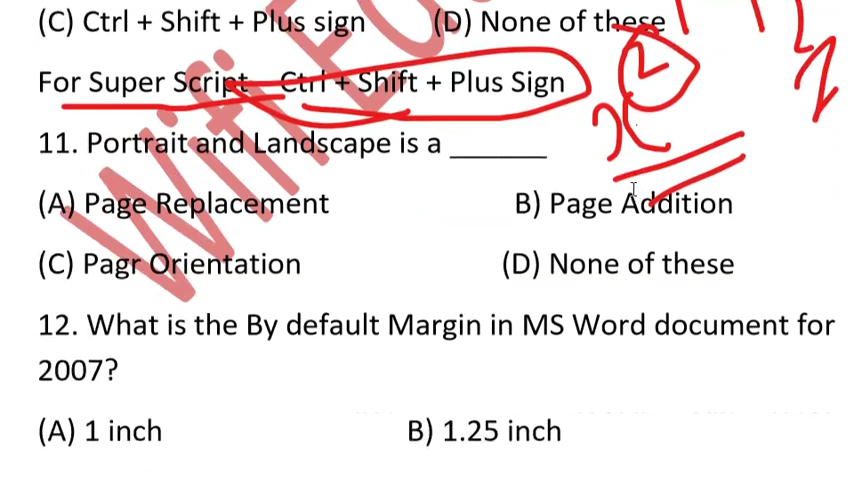 (C) Ctrl + Shift + Plus sign (D) None of these
For Super Script Ctrl + Shift + Plus Sign
11. Portrait and Landscape is a _______
(A) Page Replacement B) Page Addition
(C) Pagr Orientation (D) None of these
12. What is the By default Margin in MS Word document for
2007?
(A) 1 inch B) 1.25 inch